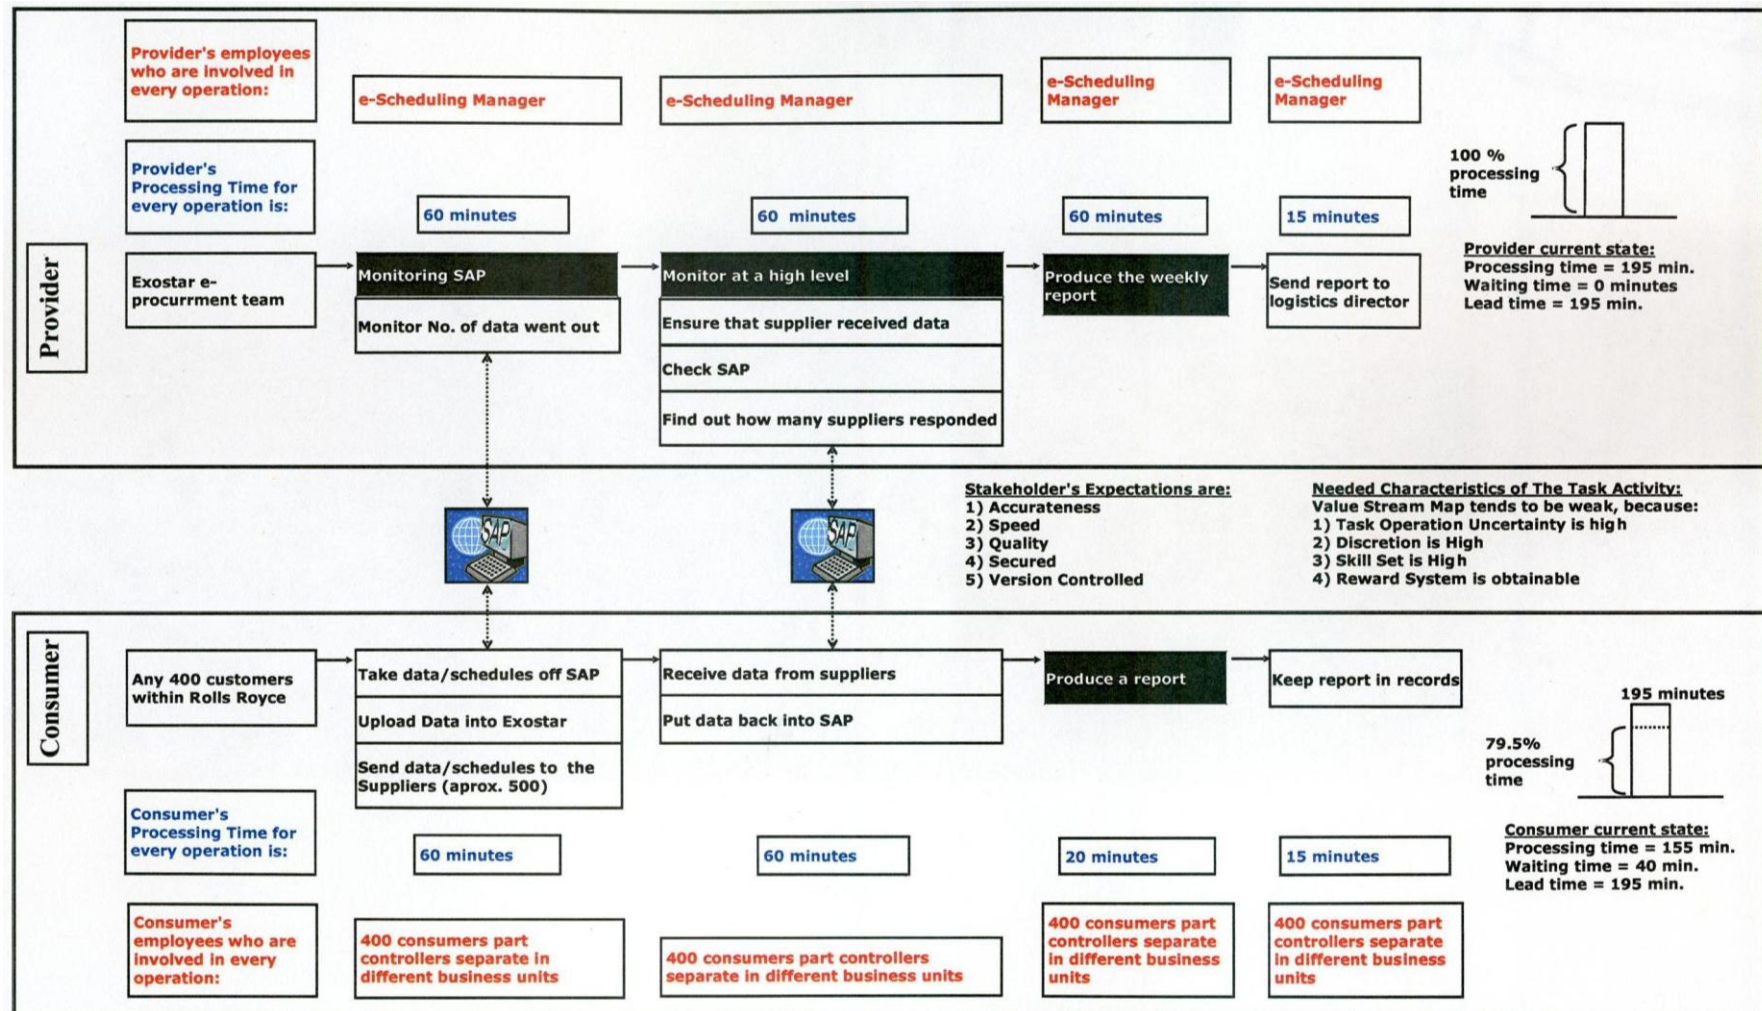 Provider's employees
who are involved in
every operation:
e-Scheduling Manager
e-Scheduling Manager
e-Scheduling
Manager
e-Scheduling
Manager
Provider's
Processing Time for
every operation is:
60 minutes
60 minutes
60 minutes
15 minutes
100 %
processing
time
Provider
Exostar e-
procurrment team
Monitoring SAP
Monitor No. of data went out
Monitor at a high level
Ensure that supplier received data
Check SAP
Find out how many suppliers responded
Produce the weekly
report
Send report to
logistics director
Provider current state:
Processing time = 195 min.
Waiting time = 0 minutes
Lead time = 195 min.
SAP
SAP
Stakeholder's Expectations are:
1) Accurateness
2) Speed
3) Quality
4) Secured
5) Version Controlled
Needed Characteristics of The Task Activity:
Value Stream Map tends to be weak, because:
1) Task Operation Uncertainty is high
2) Discretion is High
3) Skill Set is High
4) Reward System is obtainable
Consumer
Any 400 customers
within Rolls Royce
Take data/schedules off SAP
Upload Data into Exostar
Send data/schedules to the
Suppliers (aprox. 500)
Receive data from suppliers
Put data back into SAP
Produce a report
Keep report in records
195 minutes
79.5%
processing
time
Consumer's
Processing Time for
every operation is:
60 minutes
60 minutes
20 minutes
15 minutes
Consumer current state:
Processing time = 155 min.
Waiting time = 40 min.
Lead time = 195 min.
Consumer's
employees who are
involved in every
operation:
400 consumers part
controllers separate in
different business units
400 consumers part controllers
separate in different business units
400 consumers part
controllers separate
in different business
units
400 consumers part
controllers separate
in different business
units